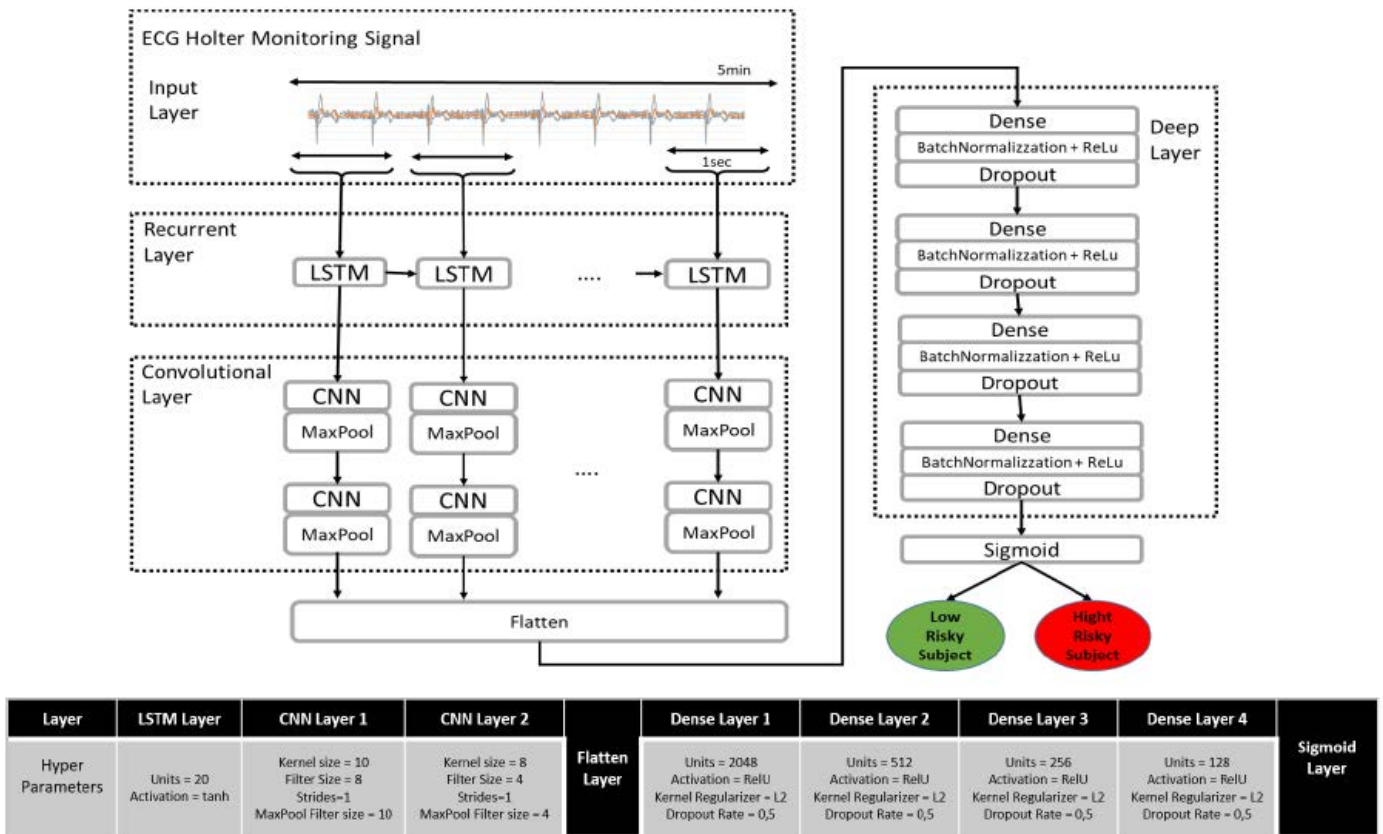 ECG Holter Monitoring Signal
Input
Layer
5min
1sec
Recurrent
Layer
LSTM
LSTM
....
LSTM
Convolutional
Layer
CNN
MaxPool
CNN
MaxPool
CNN
MaxPool
....
CNN
MaxPool
CNN
MaxPool
CNN
MaxPool
Flatten
Deep
Layer
Dense
BatchNormalizzation + ReLu
Dropout
Dense
BatchNormalizzation + ReLu
Dropout
Dense
BatchNormalizzation + ReLu
Dropout
Dense
BatchNormalizzation + ReLu
Dropout
Sigmoid
Low
Risky
Subject
Hight
Risky
Subject
Layer
LSTM Layer
CNN Layer 1
CNN Layer 2
Flatten
Layer
Dense Layer 1
Dense Layer 2
Dense Layer 3
Dense Layer 4
Sigmoid
Layer
Hyper
Parameters
Units = 20
Activation = tanh
Kernel size = 10
Filter Size = 8
Strides=1
MaxPool Filter size = 10
Kernel size = 8
Filter Size = 4
Strides=1
MaxPool Filter size = 4
Units = 2048
Activation = RelU
Kernel Regularizer = L2
Dropout Rate = 0,5
Units = 512
Activation = RelU
Kernel Regularizer = L2
Dropout Rate = 0,5
Units = 256
Activation = RelU
Kernel Regularizer = L2
Dropout Rate = 0,5
Units = 128
Activation = RelU
Kernel Regularizer = L2
Dropout Rate = 0,5